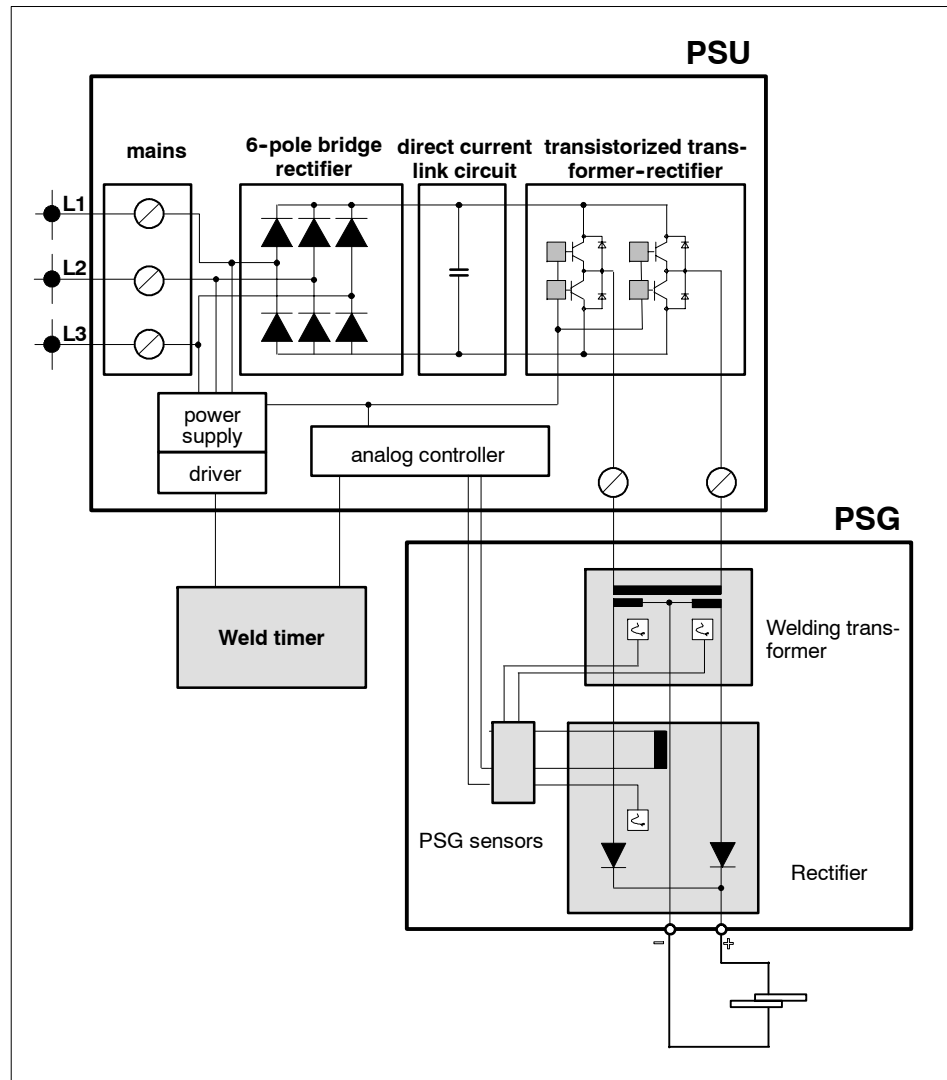 PSU
mains
6-pole bridge
rectifier
direct current
link circuit
transistorized trans-
former-rectifier
L1
L2
L3
power
supply
driver
analog controller
PSG
Weld timer
Welding trans-
former
PSG sensors
Rectifier
- +